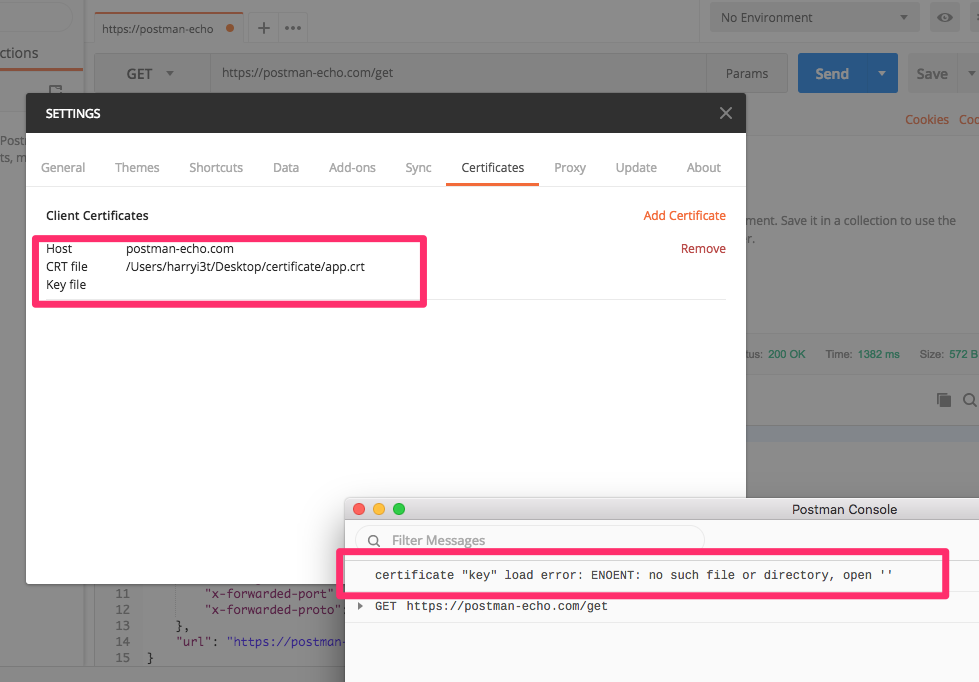 https://postman-echo
No Environment
ctions
GET
https://postman-echo.com/get
Params
Send
Save
SETTINGS
Cookies
Coc
Post
ts, m
General Themes Shortcuts Data Add-ons Sync Certificates Proxy Update About
Client Certificates
Add Certificate
ment. Save it in a collection to use the
r.
Host postman-echo.com
Remove
CRT file /Users/harryi3t/Desktop/certificate/app.crt
Key file
tus: 200 OK Time: 1382 ms Size: 572 B
Postman Console
Filter Messages
certificate "key" load error: ENOENT: no such file or directory, open ''
GET https://postman-echo.com/get
11 "x-forwarded-port"
12 "x-forwarded-proto":
13 },
14 "url": "https://postman-
15 }